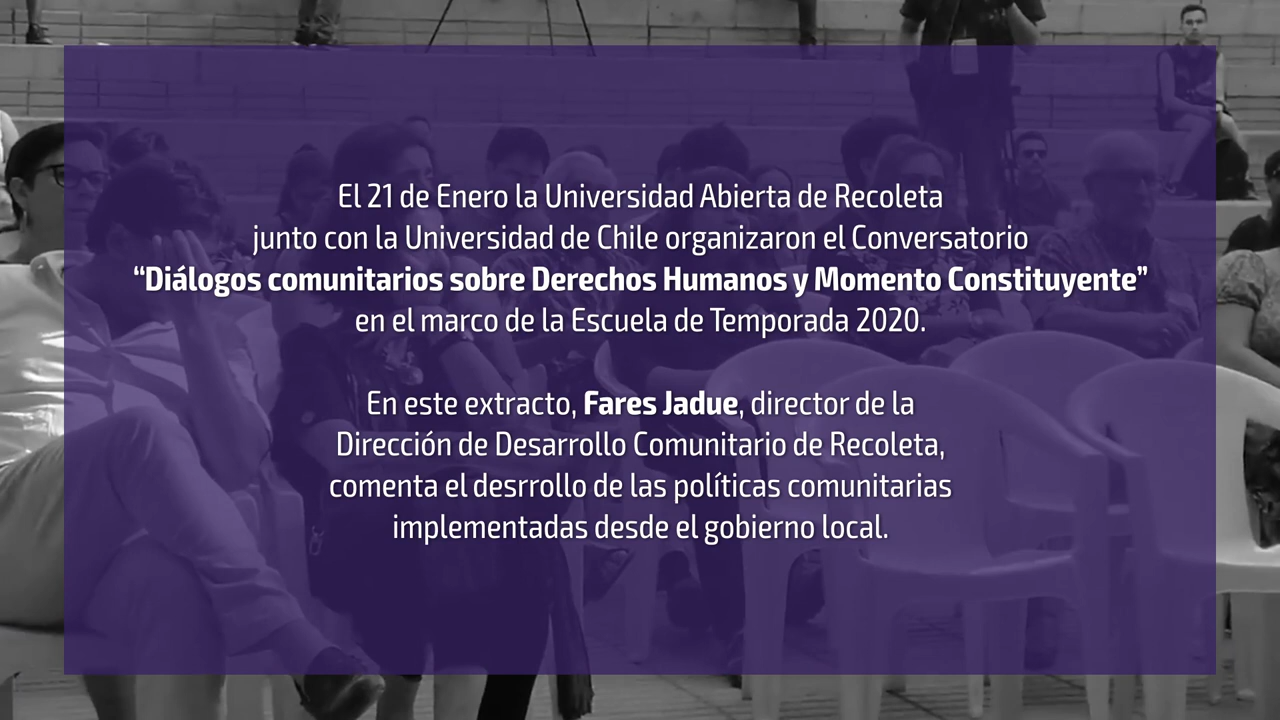 El 21 de Enero la Universidad Abierta de Recoleta
junto con la Universidad de Chile organizaron el Conversatorio
“Diálogos comunitarios sobre Derechos Humanos y Momento Constituyente”
en el marco de la Escuela de Temporada 2020.
En este extracto, Fares Jadue, director de la
Dirección de Desarrollo Comunitario de Recoleta,
comenta el desrrollo de las políticas comunitarias
implementadas desde el gobierno local.